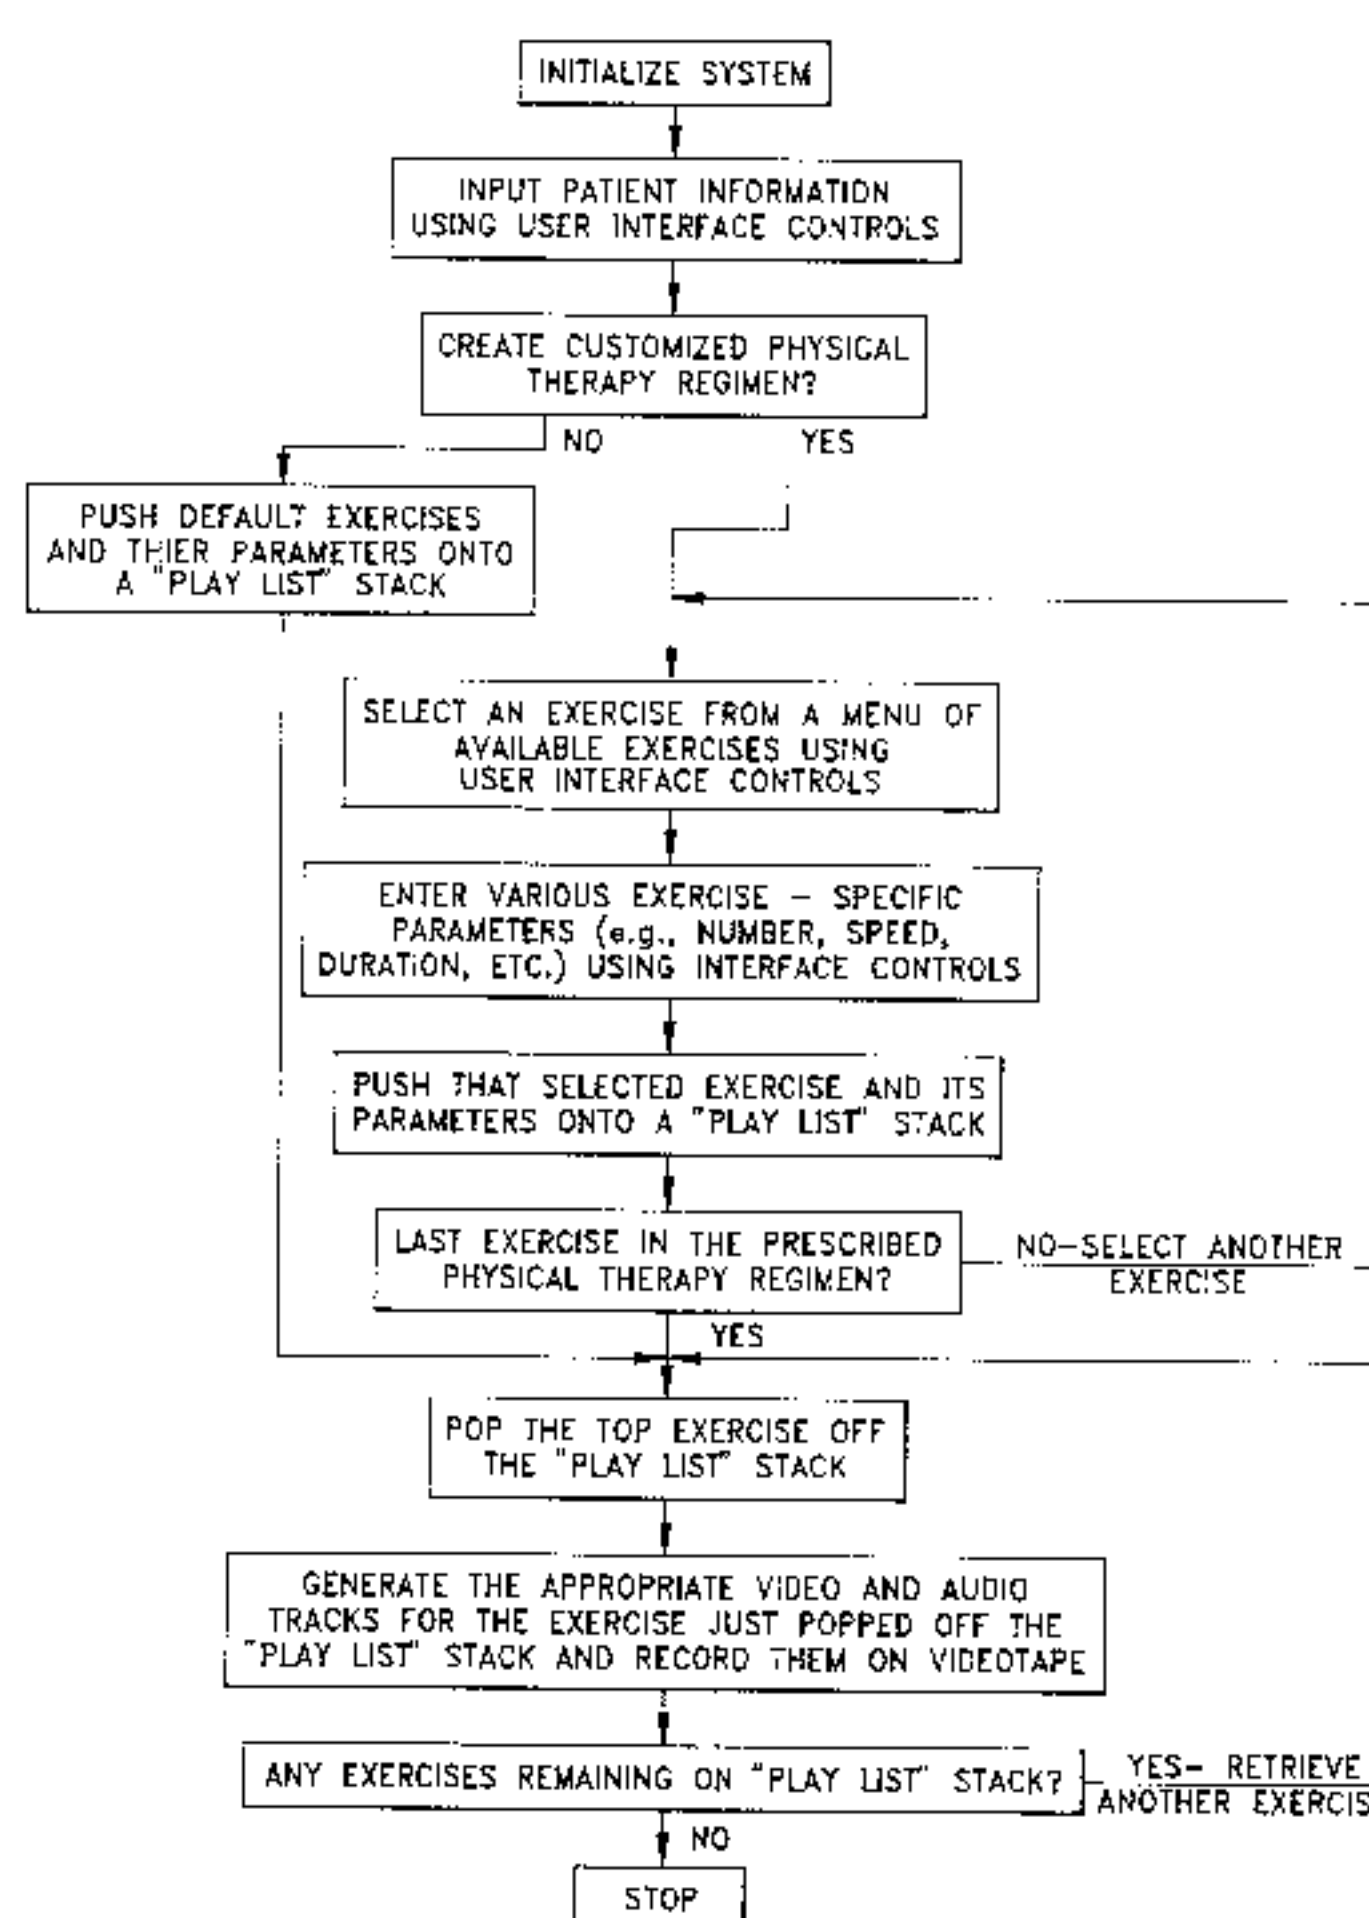 INITIALIZE SYSTEM
INPUT PATIENT INFORMATION
USING USER INTERFACE CONTROLS
CREATE CUSTOMIZED PHYSICAL
THERAPY REGIMEN?
NO
YES
PUSH DEFAULT EXERCISES
AND THIER PARAMETERS ONTO
A "PLAY LIST" STACK
SELECT AN EXERCISE FROM A MENU OF
AVAILABLE EXERCISES USING
USER INTERFACE CONTROLS
ENTER VARIOUS EXERCISE - SPECIFIC
PARAMETERS (e.g., NUMBER, SPEED,
DURATION, ETC.) USING INTERFACE CONTROLS
PUSH THAT SELECTED EXERCISE AND ITS
PARAMETERS ONTO A "PLAY LIST" STACK
LAST EXERCISE IN THE PRESCRIBED
PHYSICAL THERAPY REGIMEN?
NO-SELECT ANOTHER
EXERCISE
YES
POP THE TOP EXERCISE OFF
THE "PLAY LIST" STACK
GENERATE THE APPROPRIATE VIDEO AND AUDIO
TRACKS FOR THE EXERCISE JUST POPPED OFF THE
"PLAY LIST" STACK AND RECORD THEM ON VIDEOTAPE
ANY EXERCISES REMAINING ON "PLAY LIST" STACK?
YES- RETRIEVE
ANOTHER EXERCIS
NO
STOP